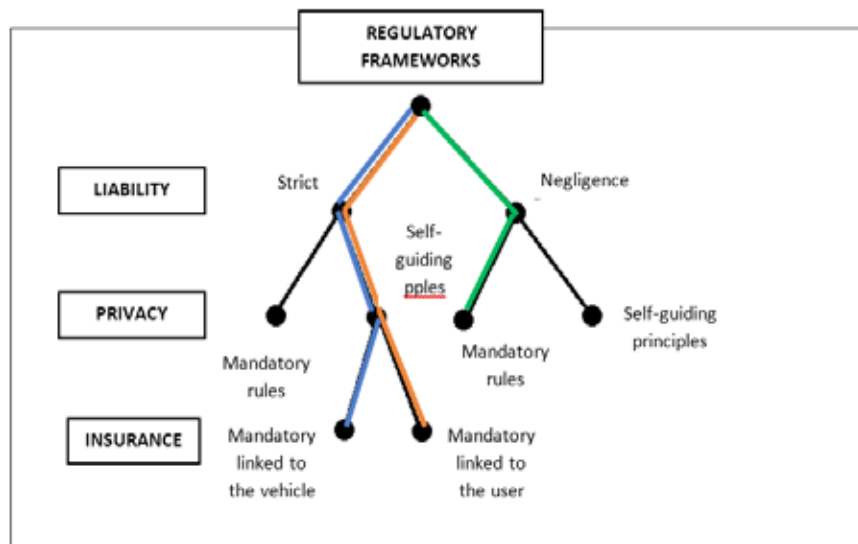 REGULATORY
FRAMEWORKS
LIABILITY
Strict
Negligence
Self-
guiding
pples
PRIVACY
Mandatory
rules
Mandatory
rules
Self-guiding
principles
INSURANCE
Mandatory
linked to
the vehicle
Mandatory
linked to
the user